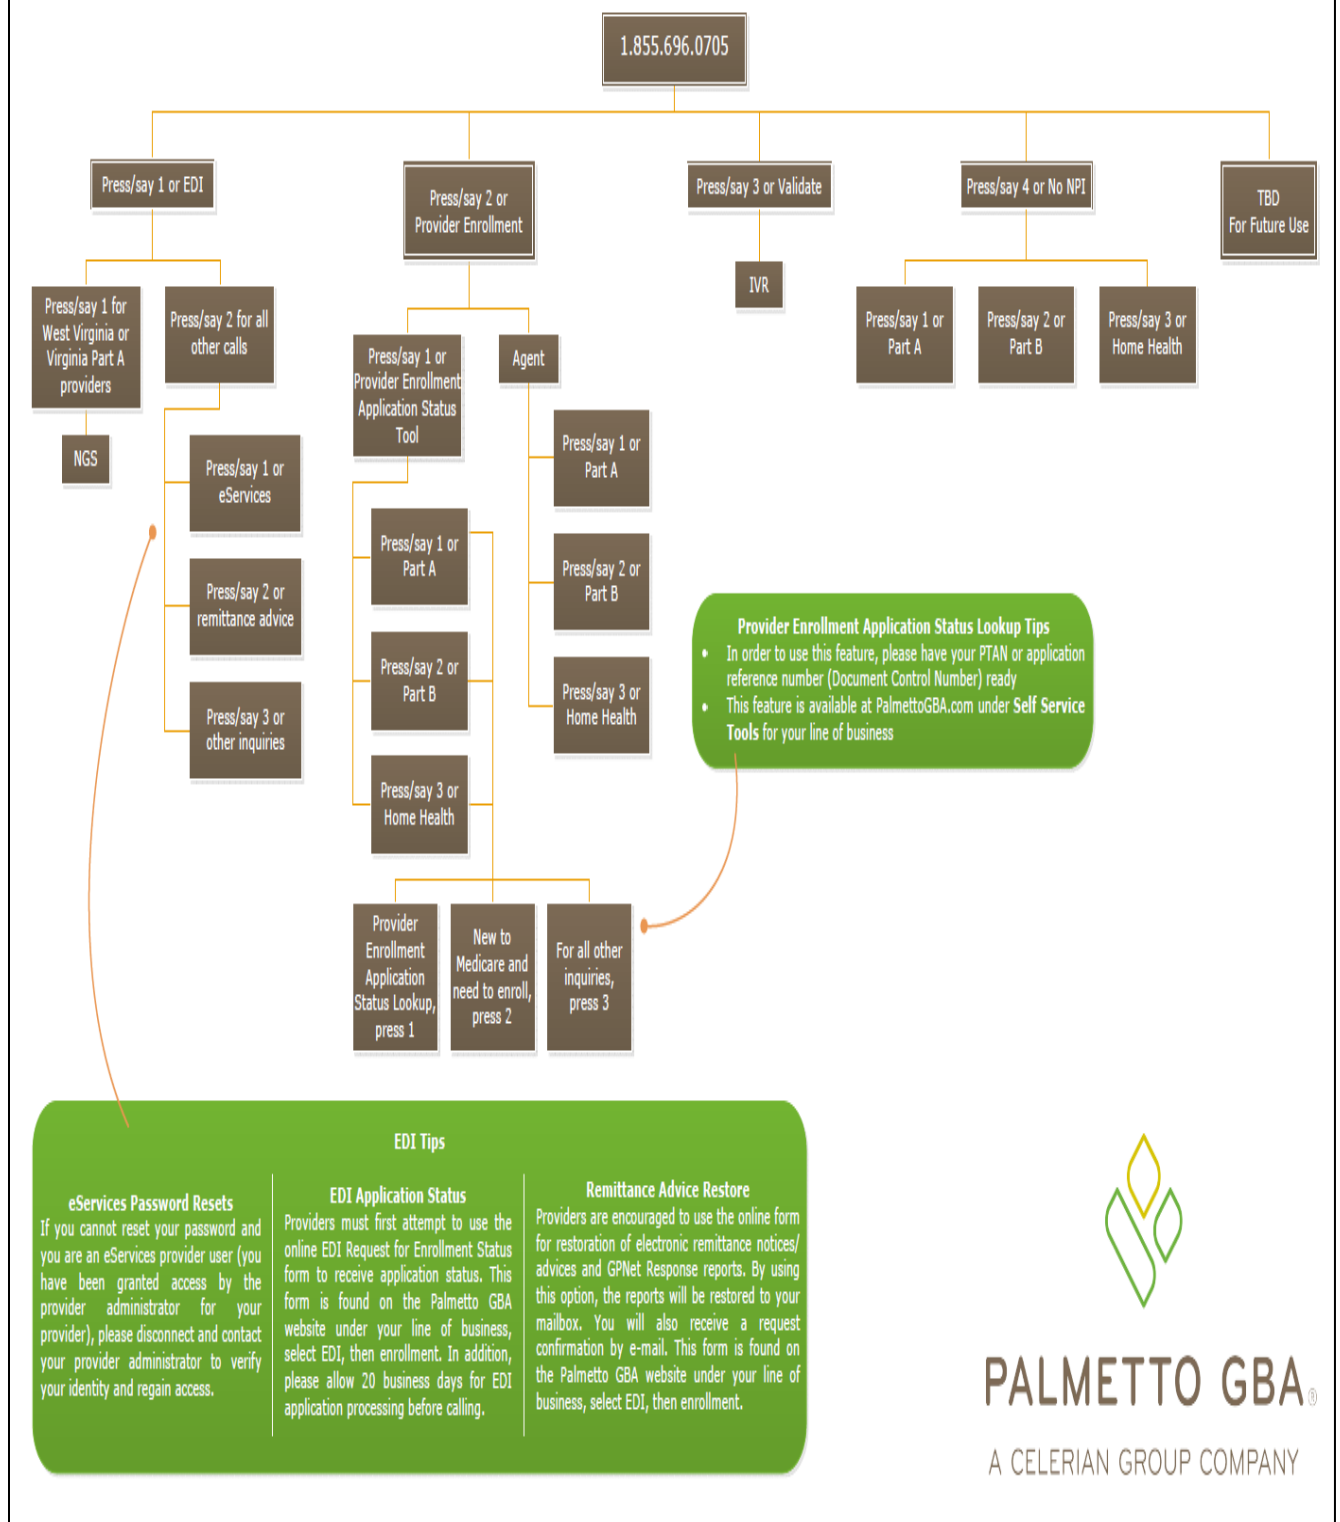 1.855.696.0705
Press/say 1 or EDI
Press/say 2 or
Provider Enrollment
Press/say 3 or Validate
Press/say 4 or No NPI
TBD
For Future Use
Press/say 1 for
West Virginia or
Virginia Part A
providers
Press/say 2 for all
other calls
NGS
Press/say 1 or
eServices
Press/say 2 or
remittance advice
Press/say 3 or
other inquiries
Press/say 1 or
Provider Enrollment
Application Status
Tool
Agent
Press/say 1 or
Part A
Press/say 2 or
Part B
Press/say 3 or
Home Health
Press/say 1 or
Part A
Press/say 2 or
Part B
Press/say 3 or
Home Health
Provider
Enrollment
Application
Status Lookup,
press 1
New to
Medicare and
need to enroll,
press 2
For all other
inquiries,
press 3
IVR
Press/say 1 or
Part A
Press/say 2 or
Part B
Press/say 3 or
Home Health
Provider Enrollment Application Status Lookup Tips
• In order to use this feature, please have your PTAN or application
reference number (Document Control Number) ready
• This feature is available at PalmettoGBA.com under Self Service
Tools for your line of business
EDI Tips
eServices Password Resets
If you cannot reset your password and
you are an eServices provider user (you
have been granted access by the
provider administrator for your
provider), please disconnect and contact
your provider administrator to verify
your identity and regain access.
EDI Application Status
Providers must first attempt to use the
online EDI Request for Enrollment Status
form to receive application status. This
form is found on the Palmetto GBA
website under your line of business,
select EDI, then enrollment. In addition,
please allow 20 business days for EDI
application processing before calling.
Remittance Advice Restore
Providers are encouraged to use the online form
for restoration of electronic remittance notices/
advices and GPNet Response reports. By using
this option, the reports will be restored to your
mailbox. You will also receive a request
confirmation by e-mail. This form is found on
the Palmetto GBA website under your line of
business, select EDI, then enrollment.
PALMETTO GBA®
A CELERIAN GROUP COMPANY